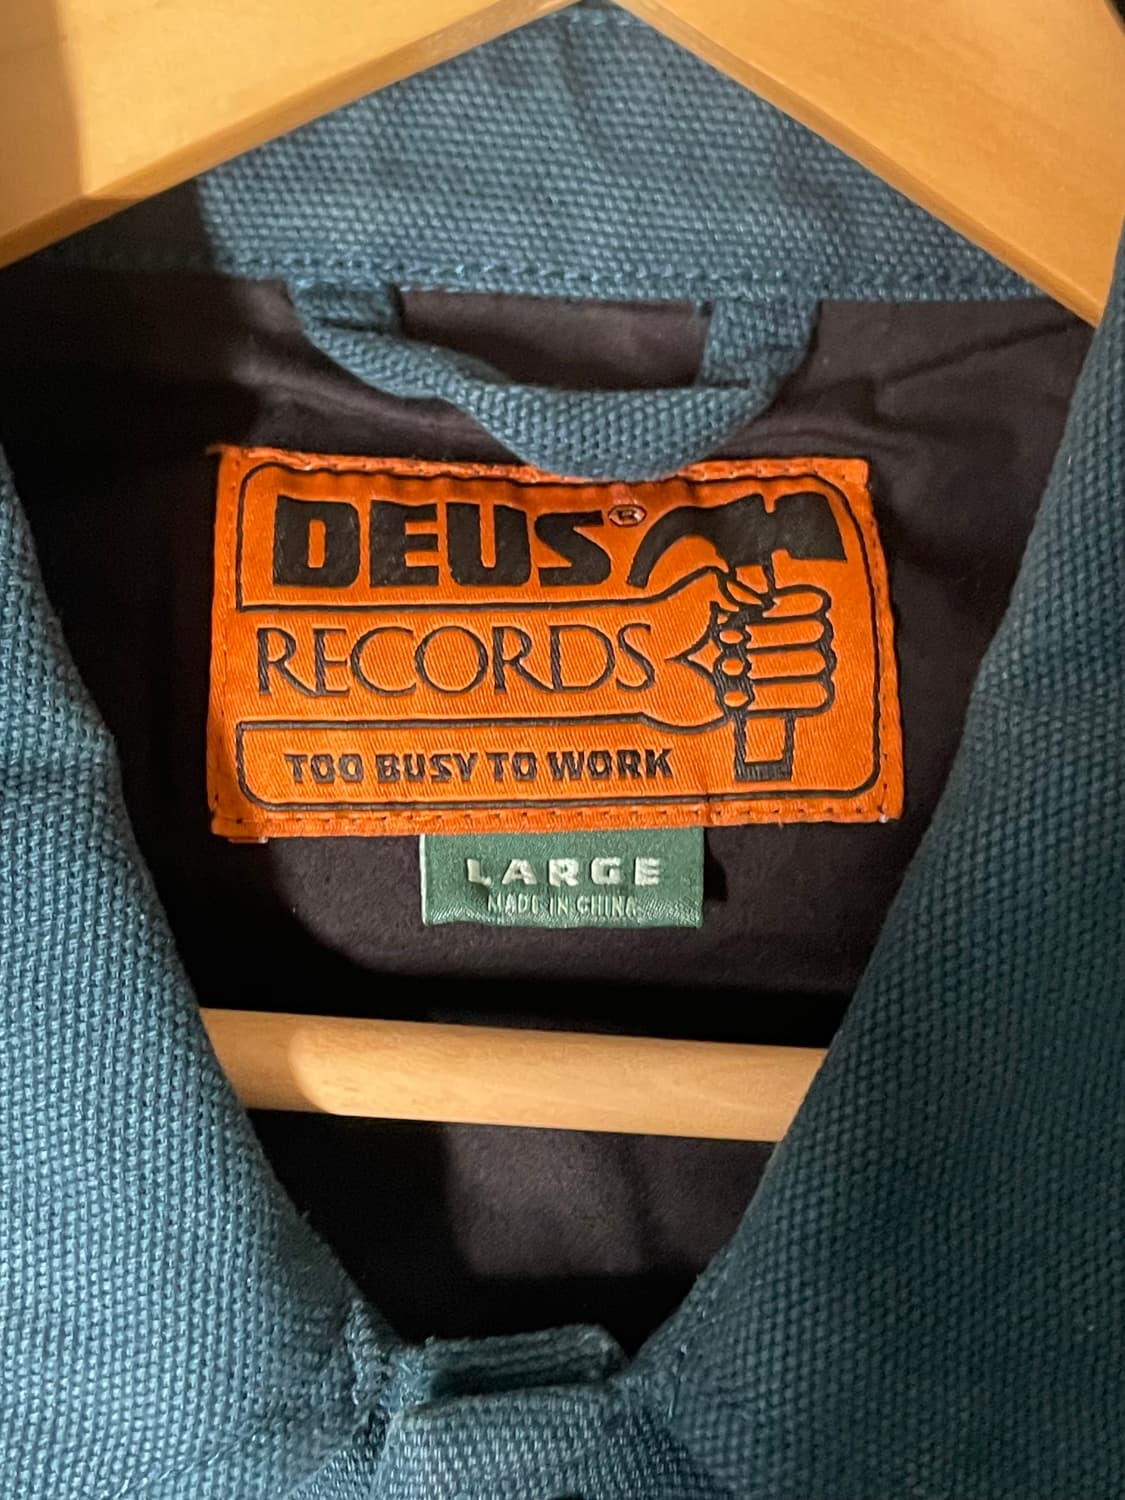 DEUS®
RECORDS
TOO BUSY TO WORK
LARGE
MADE IN CHINA